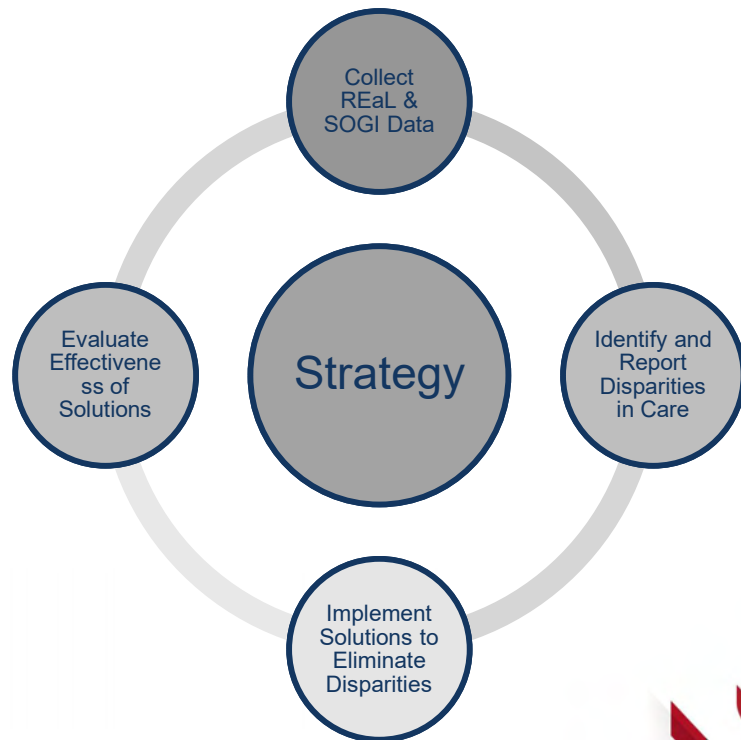 Collect
REaL &
SOGI Data
Strategy
Identify and
Report
Disparities
in Care
Implement
Solutions to
Eliminate
Disparities
Evaluate
Effectivene
ss of
Solutions